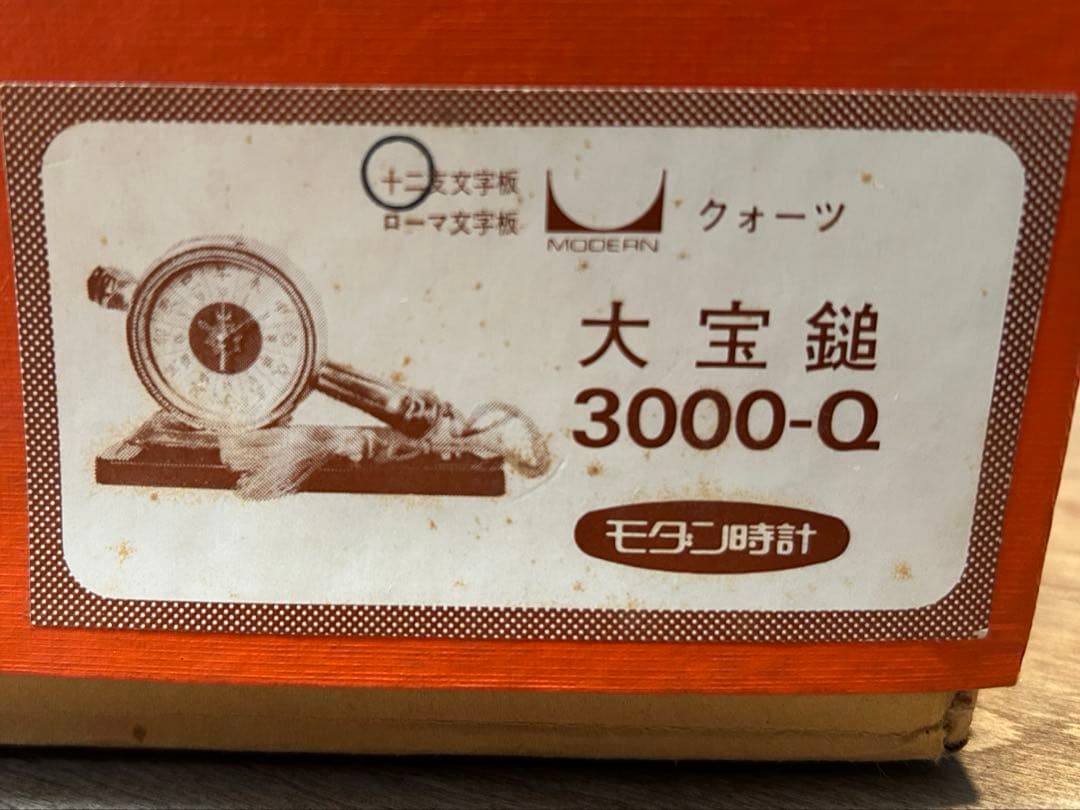 十二支文字板
ローマ文字板
MODERN
クォーツ
大宝鎚
3000-Q
モダン時計